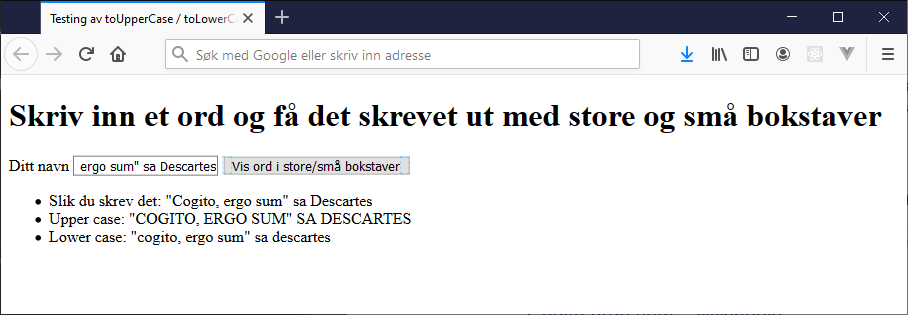 Testing av toUpperCase / toLowerC
Søk med Google eller skriv inn adresse
Skriv inn et ord og få det skrevet ut med store og små bokstaver
Ditt navn ergo sum" sa Descartes Vis ord i store/små bokstaver
Slik du skrev det: "Cogito, ergo sum" sa Descartes
Upper case: "COGITO, ERGO SUM" SA DESCARTES
Lower case: "cogito, ergo sum" sa descartes